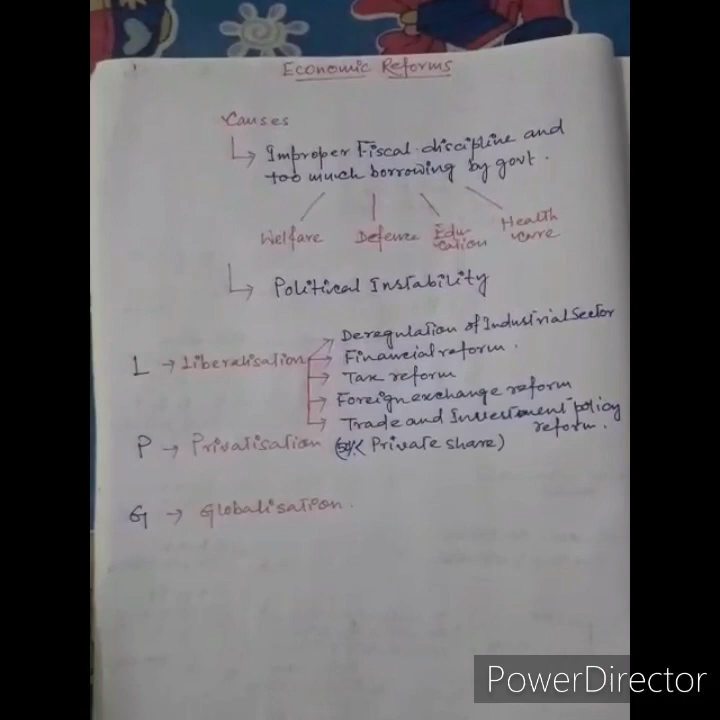 Economic Reforms
Causes
↳ Improper Fiscal discipline and
too much borrowing by govt.
Welfare Defence Edu- Health
cation care
↳ Political Instability
Deregulation of Industrial Sector
L → Liberalisation → Financial reform.
→ Tax reform
→ Foreign exchange reform
→ Trade and Investment policy
reform.
P → Privatisation (< Private share)
G → Globalisation.
PowerDirector